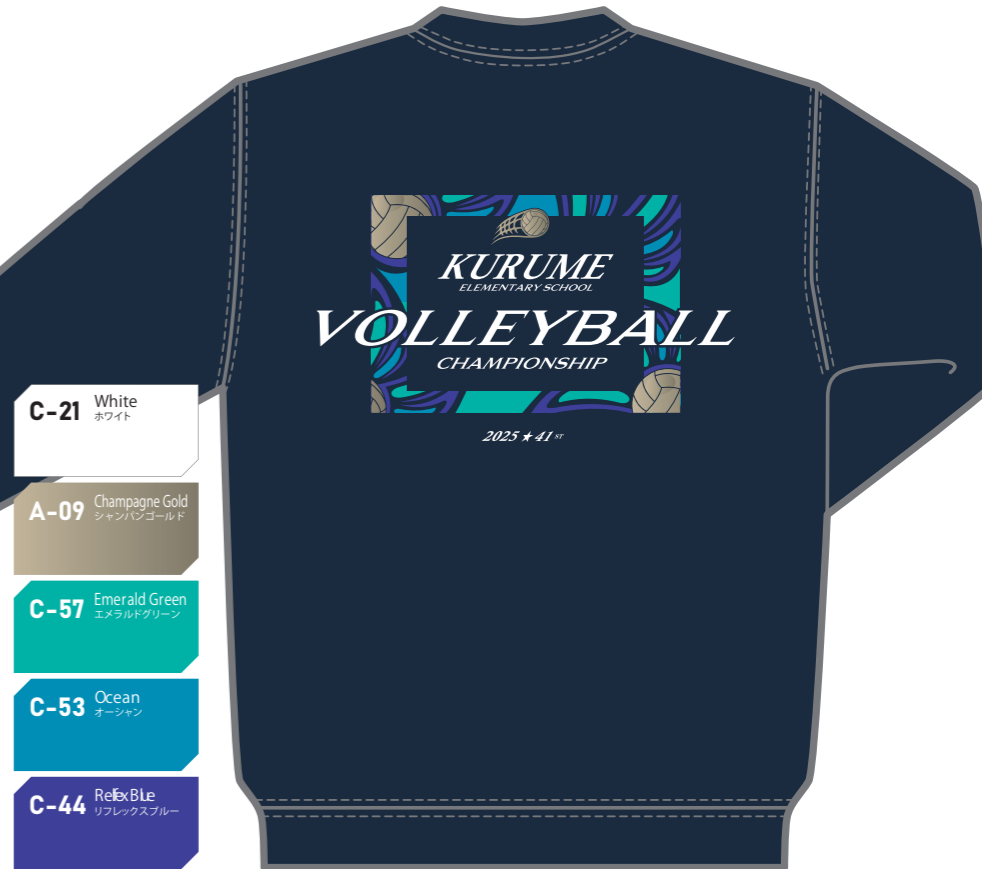 KURUME
ELEMENTARY SCHOOL
VOLLEYBALL
CHAMPIONSHIP
2025 ★ 41 ST
C-21 White
ホワイト
A-09 Champagne Gold
シャンパンゴールド
C-57 Emerald Green
エメラルドグリーン
C-53 Ocean
オーシャン
C-44 Relfex Blue
リフレックスブルー